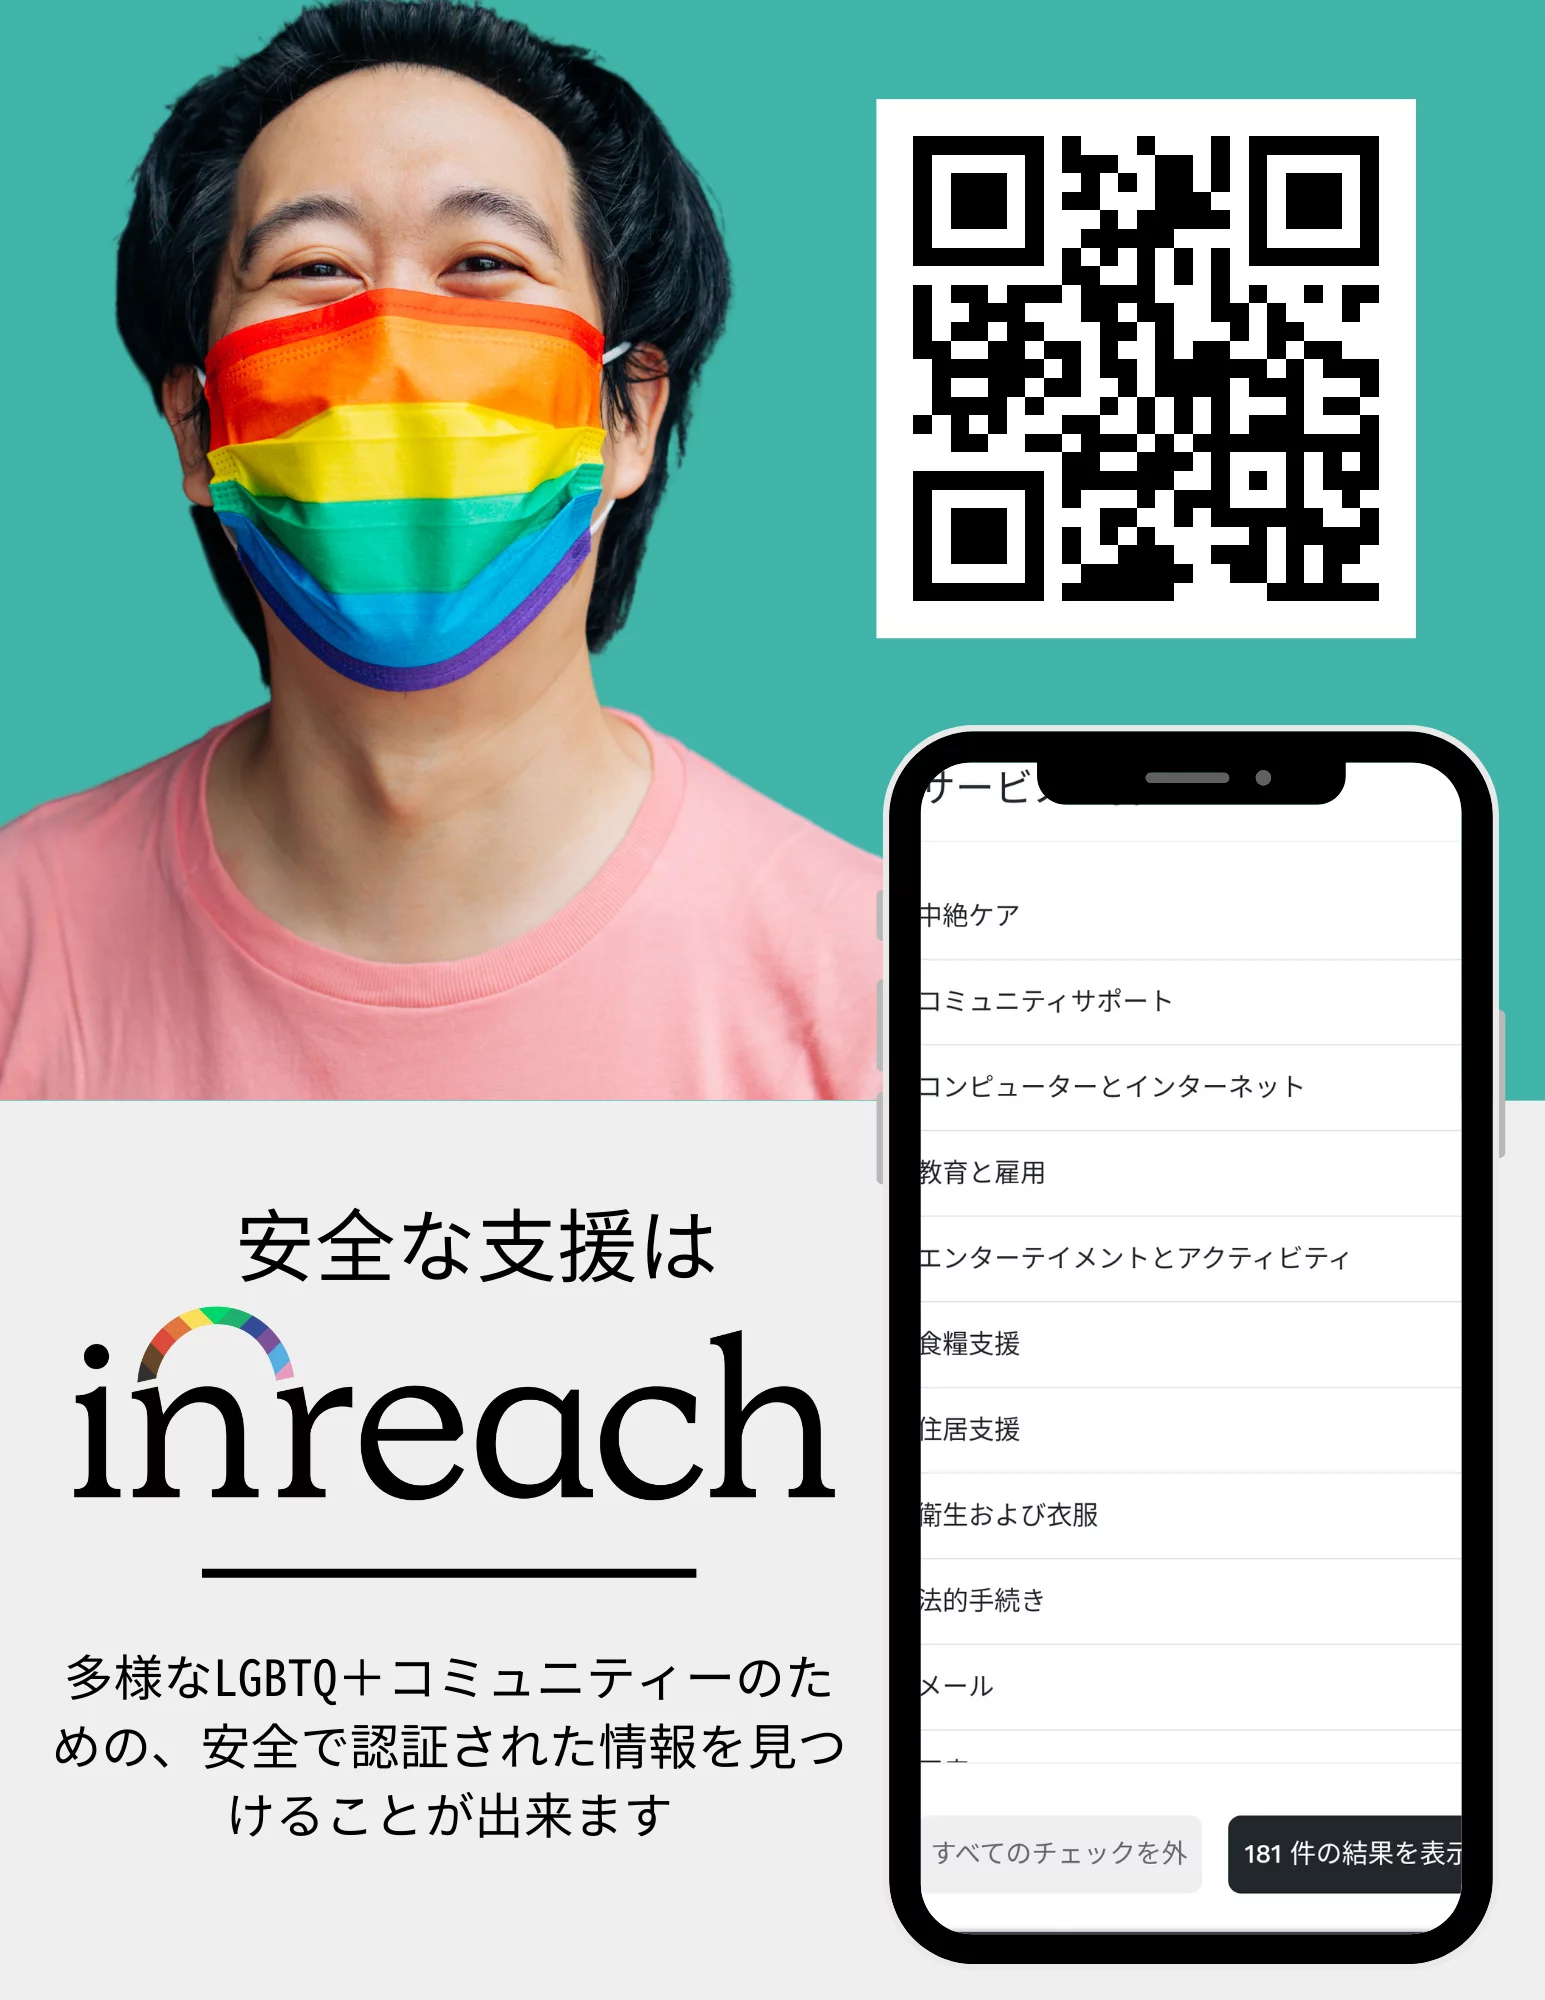 安全な支援は
inreach
多様なLGBTQ＋コミュニティーのた
めの、安全で認証された情報を見つ
けることが出来ます
サービ
中絶ケア
コミュニティサポート
コンピューターとインターネット
教育と雇用
エンターテイメントとアクティビティ
食糧支援
住居支援
衛生および衣服
法的手続き
メール
すべてのチェックを外
181 件の結果を表示